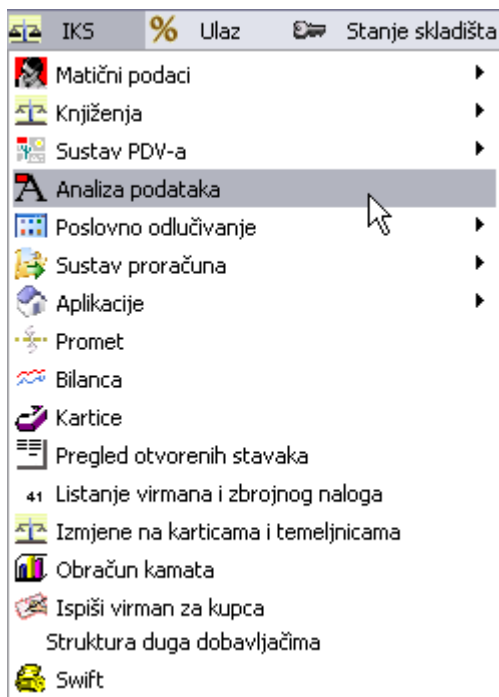 IKS % Ulaz Stanje skladišta
Matični podaci
Knjiženja
Sustav PDV-a
Analiza podataka
Poslovno odlučivanje
Sustav proračuna
Aplikacije
Promet
Bilanca
Kartice
Pregled otvorenih stavaka
41 Listanje virmana i zbrojnog naloga
Izmjene na karticama i temeljnicama
Obračun kamata
Ispiši virman za kupca
Struktura duga dobavljačima
Swift